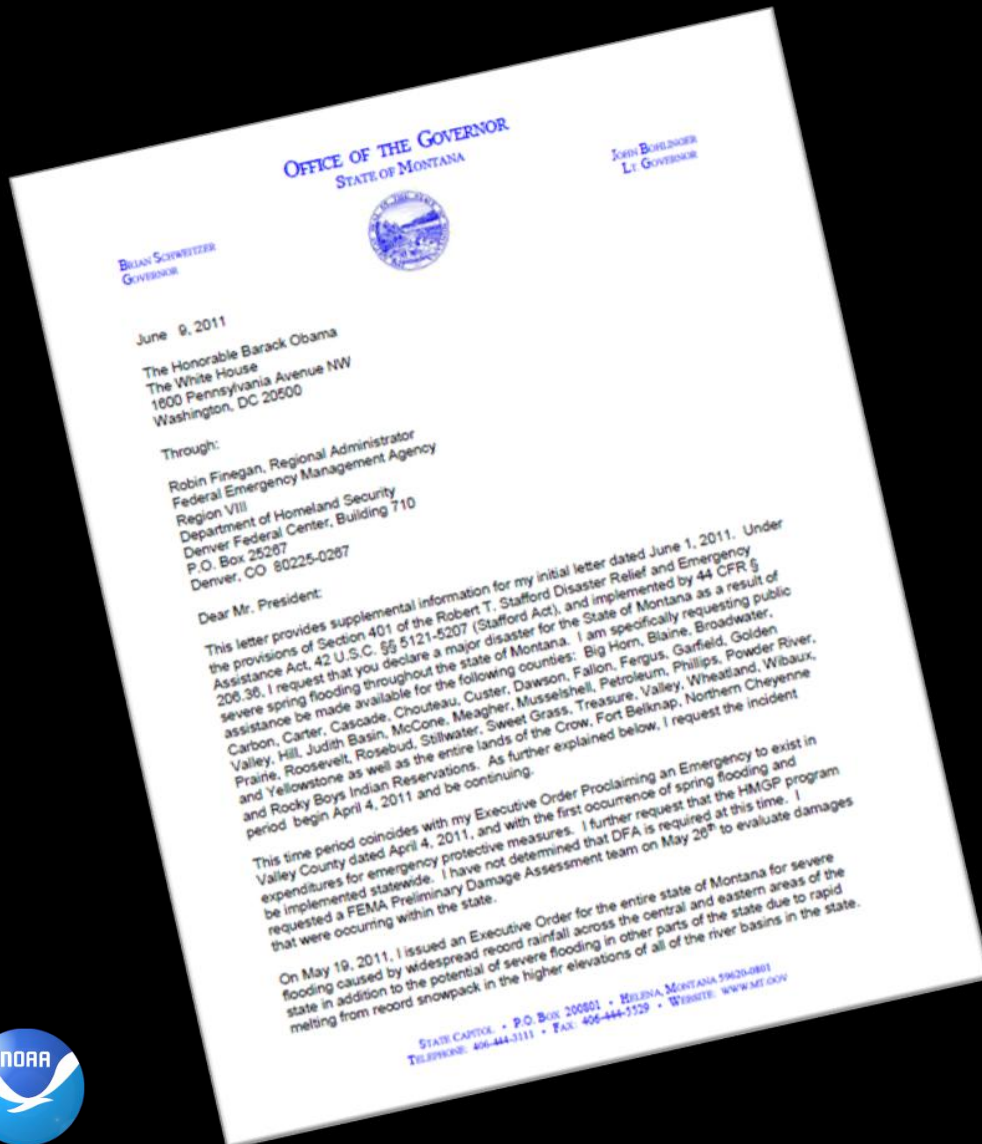 OFFICE OF THE GOVERNOR
STATE OF MONTANA
JOHN BOHLINGER
LT GOVERNOR
BRIAN SCHWEITZER
GOVERNOR
June 9, 2011
The Honorable Barack Obama
The White House
1600 Pennsylvania Avenue NW
Washington, DC 20500
Through:
Robin Finegan, Regional Administrator
Federal Emergency Management Agency
Region VIII
Department of Homeland Security
Denver Federal Center, Building 710
P.O. Box 25267
Denver, CO 80225-0267
Dear Mr. President:
This letter provides supplemental information for my initial letter dated June 1, 2011. Under
the provisions of Section 401 of the Robert T. Stafford Disaster Relief and Emergency
Assistance Act, 42 U.S.C. §§ 5121-5207 (Stafford Act), and implemented by 44 CFR §
206.36, I request that you declare a major disaster for the State of Montana as a result of
severe spring flooding throughout the state of Montana. I am specifically requesting public
assistance be made available for the following counties: Big Horn, Blaine, Broadwater,
Carbon, Carter, Cascade, Chouteau, Custer, Dawson, Fallon, Fergus, Garfield, Golden
Valley, Hill, Judith Basin, McCone, Meagher, Musselshell, Petroleum, Phillips, Powder River,
Prairie, Roosevelt, Rosebud, Stillwater, Sweet Grass, Treasure, Valley, Wheatland, Wibaux,
and Yellowstone as well as the entire lands of the Crow, Fort Belknap, Northern Cheyenne
and Rocky Boys Indian Reservations. As further explained below, I request the incident
period begin April 4, 2011 and be continuing.
This time period coincides with my Executive Order Proclaiming an Emergency to exist in
Valley County dated April 4, 2011, and with the first occurrence of spring flooding and
expenditures for emergency protective measures. I further request that the HMGP program
be implemented statewide. I have not determined that DFA is required at this time. I
requested a FEMA Preliminary Damage Assessment team on May 26th to evaluate damages
that were occurring within the state.
On May 19, 2011, I issued an Executive Order for the entire state of Montana for severe
flooding caused by widespread record rainfall across the central and eastern areas of the
state in addition to the potential of severe flooding in other parts of the state due to rapid
melting from record snowpack in the higher elevations of all of the river basins in the state.
STATE CAPITOL • P.O. BOX 200801 • HELENA, MONTANA 59620-0801
TELEPHONE: 406-444-3111 • FAX: 406-444-5529 • WEBSITE: WWW.MT.GOV
NOAA